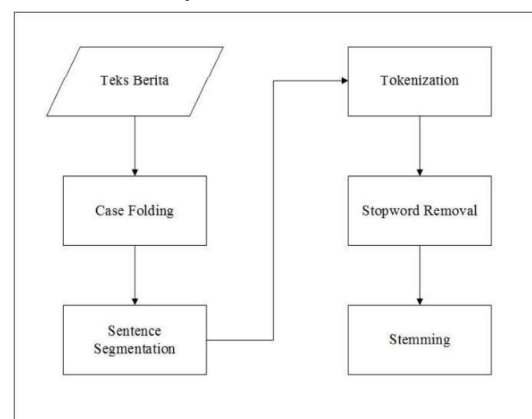 Teks Berita
Case Folding
Sentence
Segmentation
Tokenization
Stopword Removal
Stemming